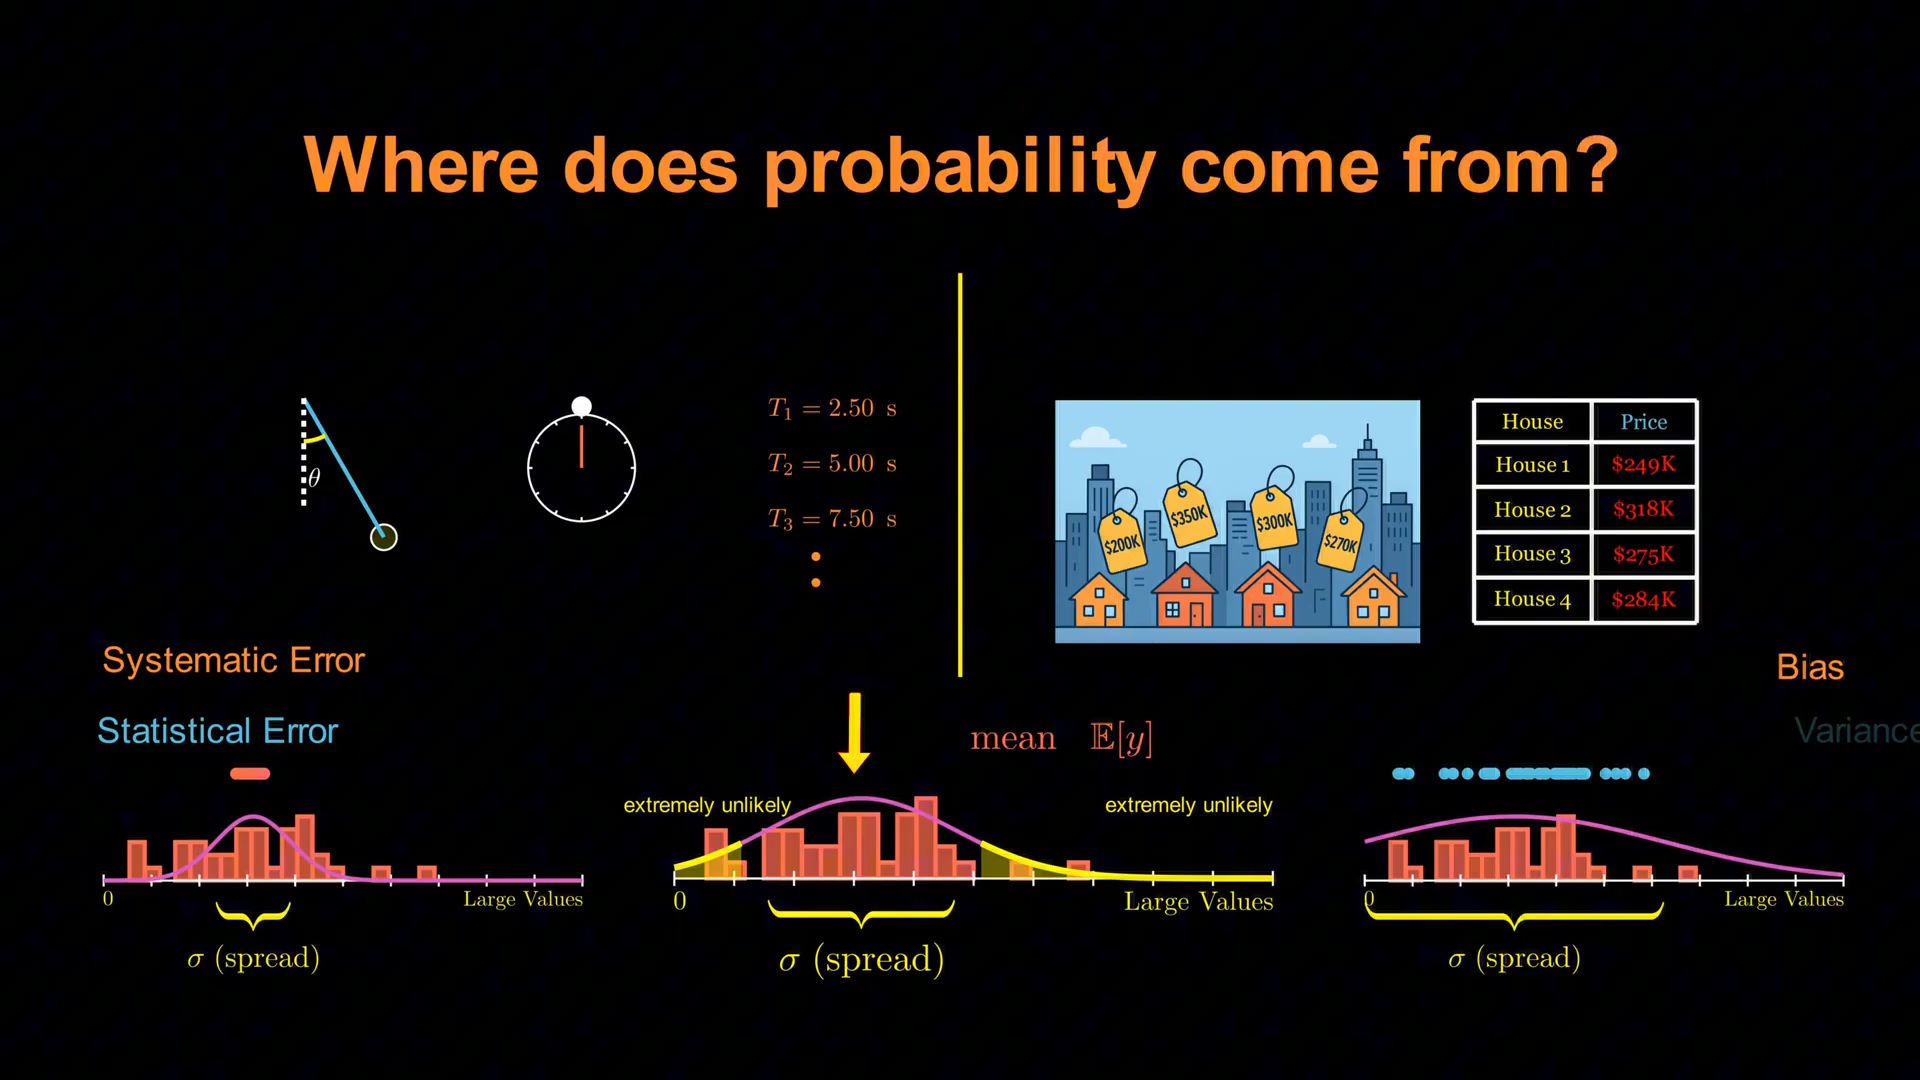 Where does probability come from?
θ
T₁ = 2.50 s
T₂ = 5.00 s
T₃ = 7.50 s
$200K
$350K
$300K
$270K
House Price
House 1 $249K
House 2 $318K
House 3 $275K
House 4 $284K
Systematic Error
Statistical Error
Bias
Variance
mean 𝔼[y]
extremely unlikely
extremely unlikely
0 Large Values
σ (spread)
0 Large Values
σ (spread)
0 Large Values
σ (spread)